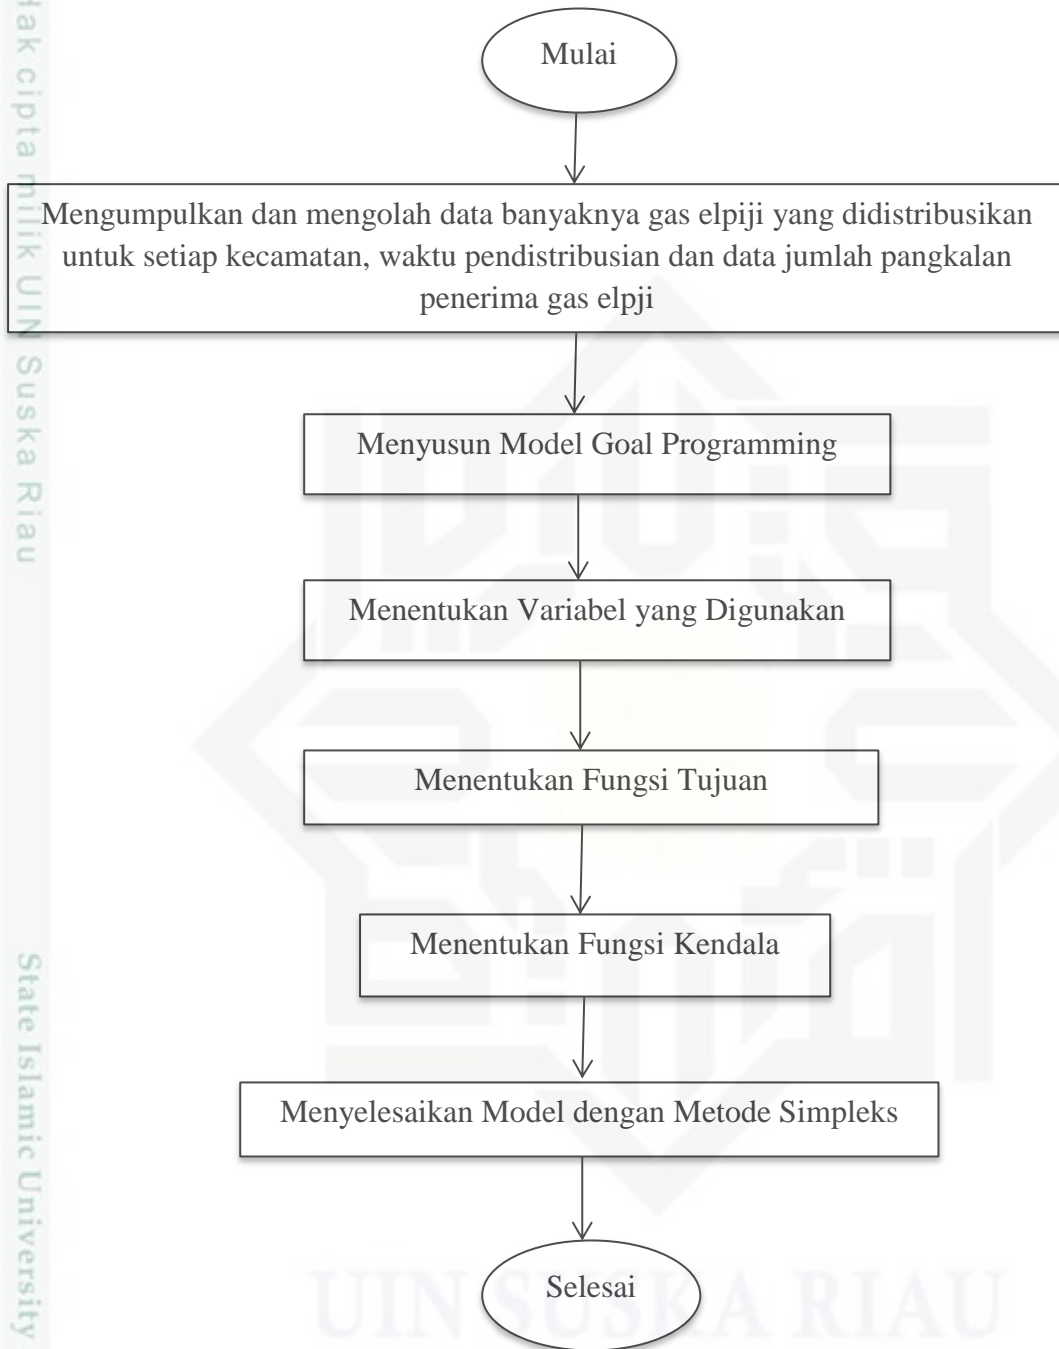 Hak cipta milik UIN Suska Riau
State Islamic University
Mulai
Mengumpulkan dan mengolah data banyaknya gas elpiji yang didistribusikan
untuk setiap kecamatan, waktu pendistribusian dan data jumlah pangkalan
penerima gas elpji
Menyusun Model Goal Programming
Menentukan Variabel yang Digunakan
Menentukan Fungsi Tujuan
Menentukan Fungsi Kendala
Menyelesaikan Model dengan Metode Simpleks
Selesai
UIN SUSKA RIAU